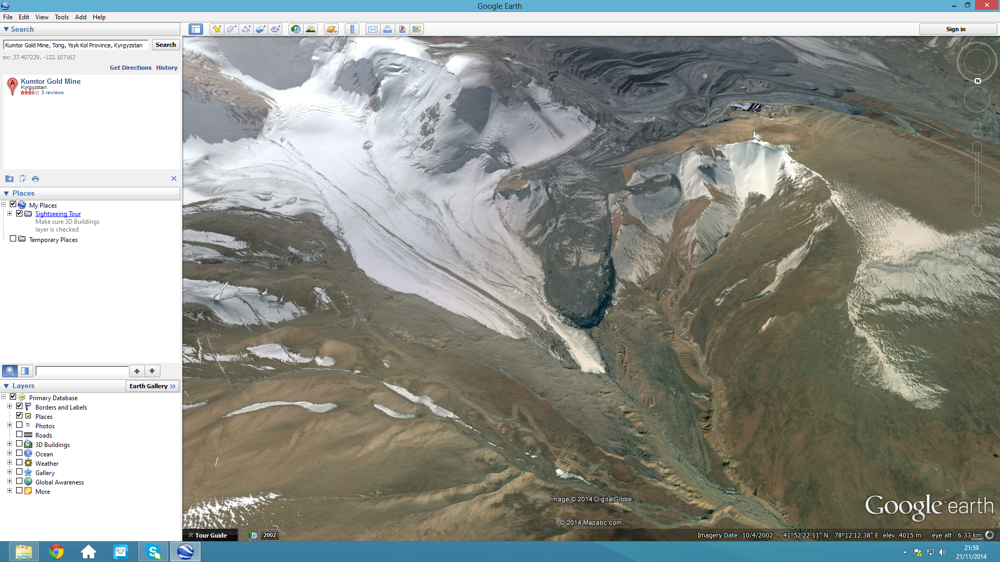 Google Earth
File Edit View Tools Add Help
Search
Sign in
Kumtor Gold Mine, Tong, Ysyk Kol Province, Kyrgyzstan Search
ex: 37.407229, -122.107162
Get Directions History
A Kumtor Gold Mine
Kyrgyzstan
3 reviews
N
Places
My Places
Sightseeing Tour
Make sure 3D Buildings
layer is checked
Temporary Places
Layers Earth Gallery »
Primary Database
Borders and Labels
Places
Photos
Roads
3D Buildings
Ocean
Weather
Gallery
Global Awareness
More
Image © 2014 DigitalGlobe
© 2014 Mapabc.com
Google earth
Tour Guide 2002
Imagery Date: 10/4/2002 41°52'22.11" N 78°12'12.38" E elev 4015 m eye alt 6.33 km
21:59
21/11/2014